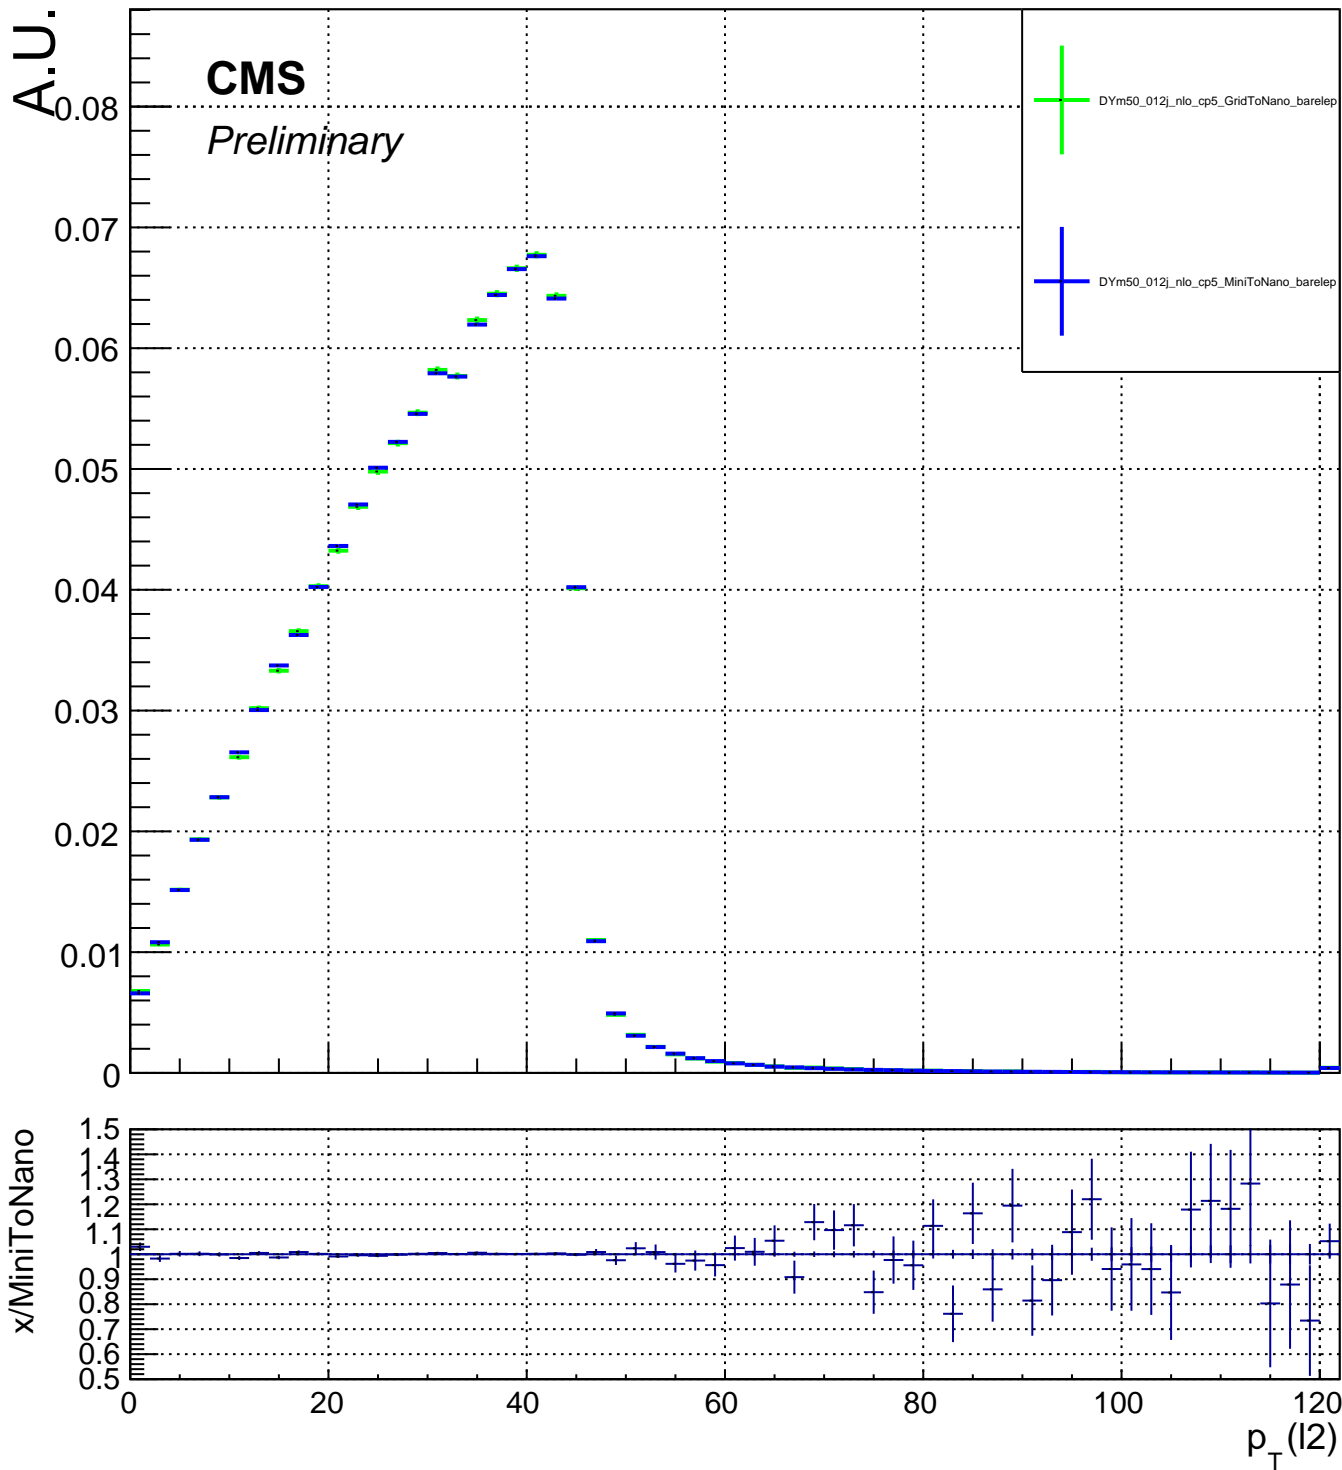 A.U.
CMS
Preliminary
DYm50_012j_nlo_cp5_GridToNano_barelep
DYm50_012j_nlo_cp5_MiniToNano_barelep
0.08
0.07
0.06
0.05
0.04
0.03
0.02
0.01
0
x/MiniToNano
1.5
1.4
1.3
1.2
1.1
1
0.9
0.8
0.7
0.6
0.5
0 20 40 60 80 100 120
p_T(l2)